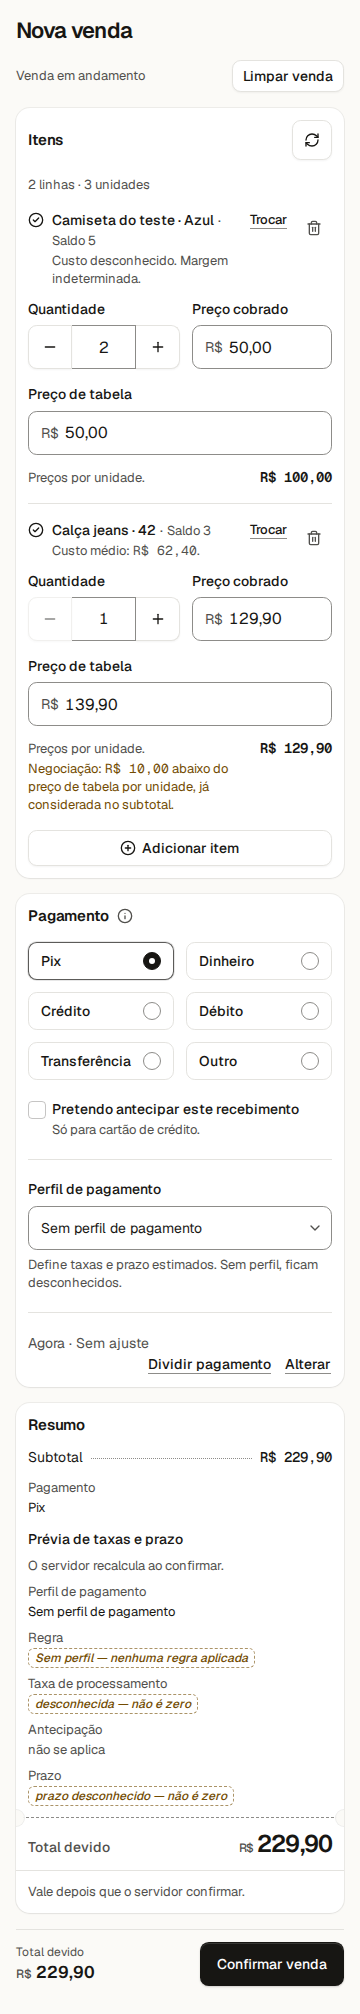 Nova venda
Venda em andamento
Limpar venda
Itens
2 linhas · 3 unidades
Camiseta do teste · Azul ·
Trocar
Saldo 5
Custo desconhecido. Margem
indeterminada.
Quantidade
Preço cobrado
2
R$ 50,00
Preço de tabela
R$ 50,00
Preços por unidade.
R$ 100,00
Calça jeans · 42 · Saldo 3
Trocar
Custo médio: R$ 62,40.
Quantidade
Preço cobrado
1
R$ 129,90
Preço de tabela
R$ 139,90
Preços por unidade.
R$ 129,90
Negociação: R$ 10,00 abaixo do
preço de tabela por unidade, já
considerada no subtotal.
Adicionar item
Pagamento
Pix
Dinheiro
Crédito
Débito
Transferência
Outro
Pretendo antecipar este recebimento
Só para cartão de crédito.
Perfil de pagamento
Sem perfil de pagamento
Define taxas e prazo estimados. Sem perfil, ficam
desconhecidos.
Agora · Sem ajuste
Dividir pagamento
Alterar
Resumo
Subtotal
R$ 229,90
Pagamento
Pix
Prévia de taxas e prazo
O servidor recalcula ao confirmar.
Perfil de pagamento
Sem perfil de pagamento
Regra
Sem perfil — nenhuma regra aplicada
Taxa de processamento
desconhecida — não é zero
Antecipação
não se aplica
Prazo
prazo desconhecido — não é zero
Total devido
R$ 229,90
Vale depois que o servidor confirmar.
Total devido
R$ 229,90
Confirmar venda